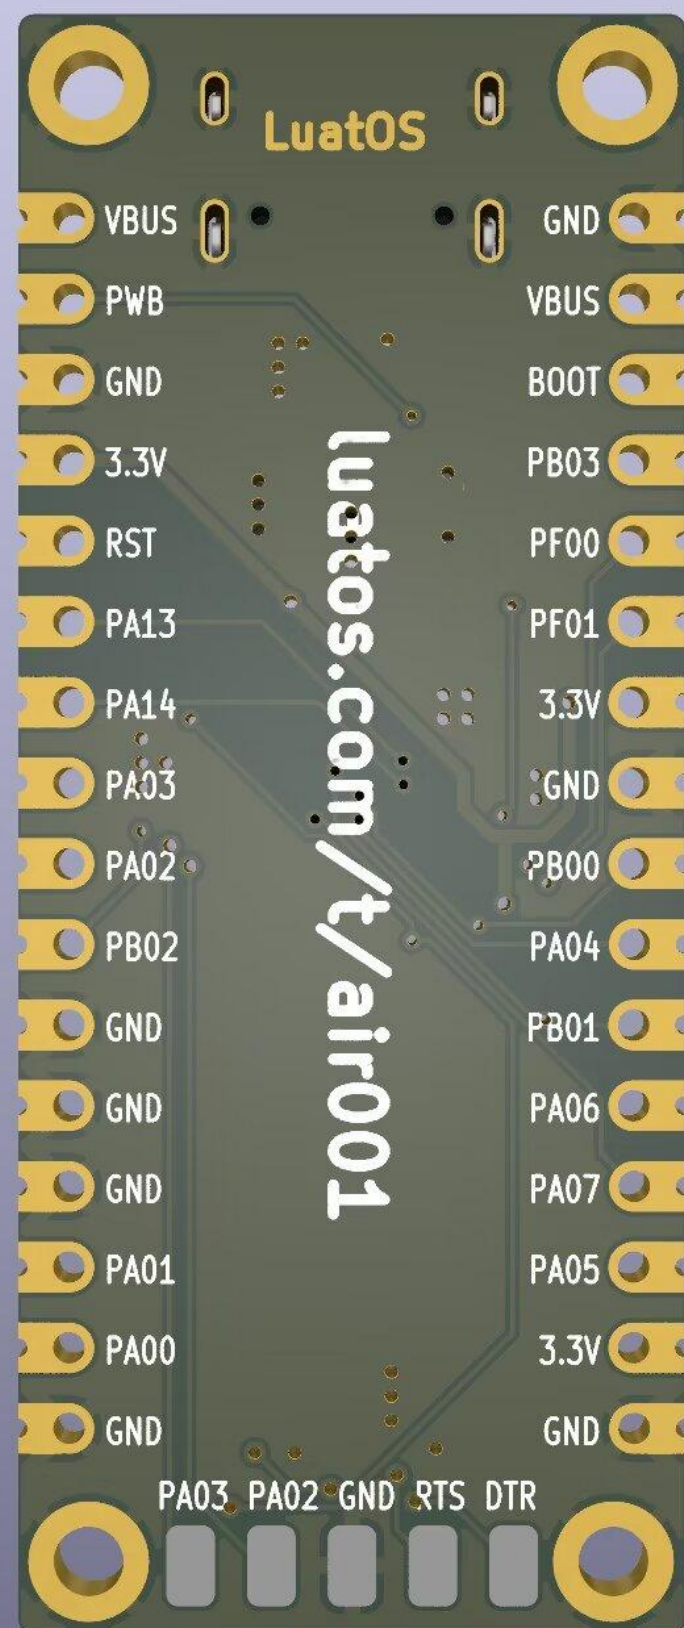 LuatOS
VBUS GND
PWB VBUS
GND BOOT
3.3V PB03
RST PF00
PA13 PF01
PA14 3.3V
PA03 GND
PA02 PB00
PB02 PA04
GND PB01
GND PA06
GND PA07
PA01 PA05
PA00 3.3V
GND GND
luatos.com/t/air001
PA03 PA02 GND RTS DTR